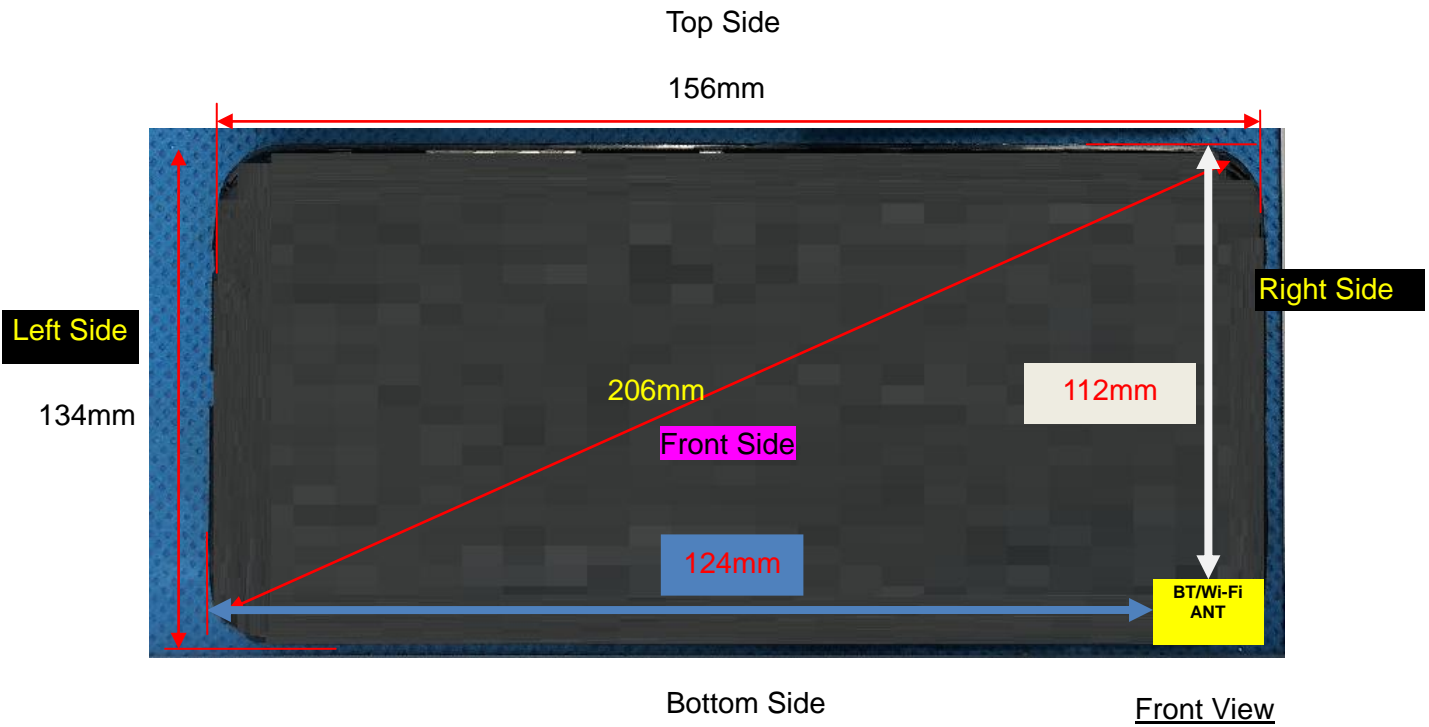 Top Side
156mm
Right Side
Left Side
206mm
112mm
134mm
Front Side
124mm
BT/Wi-Fi
ANT
Bottom Side
Front View